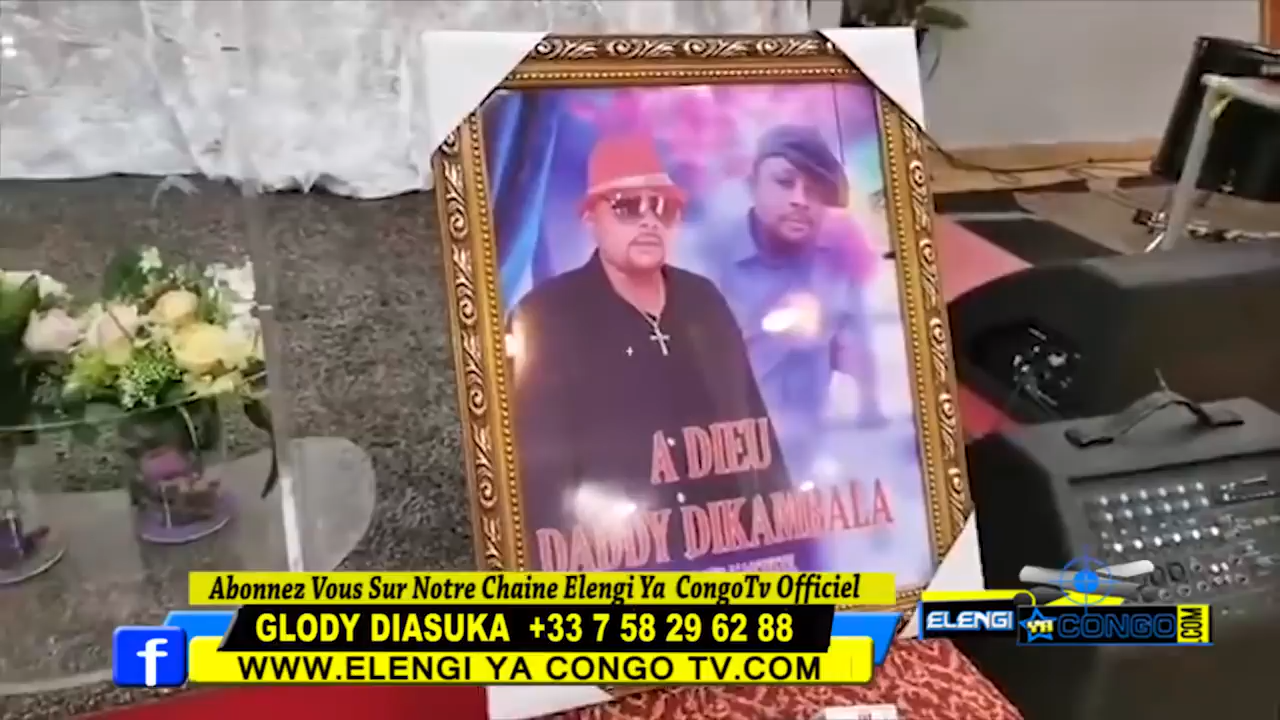 A DIEU
DADDY DIKAMBALA
Abonnez Vous Sur Notre Chaine Elengi Ya CongoTv Officiel
GLODY DIASUKA +33 7 58 29 62 88
f
WWW.ELENGI YA CONGO TV.COM
ELENGI YA CONGO .COM